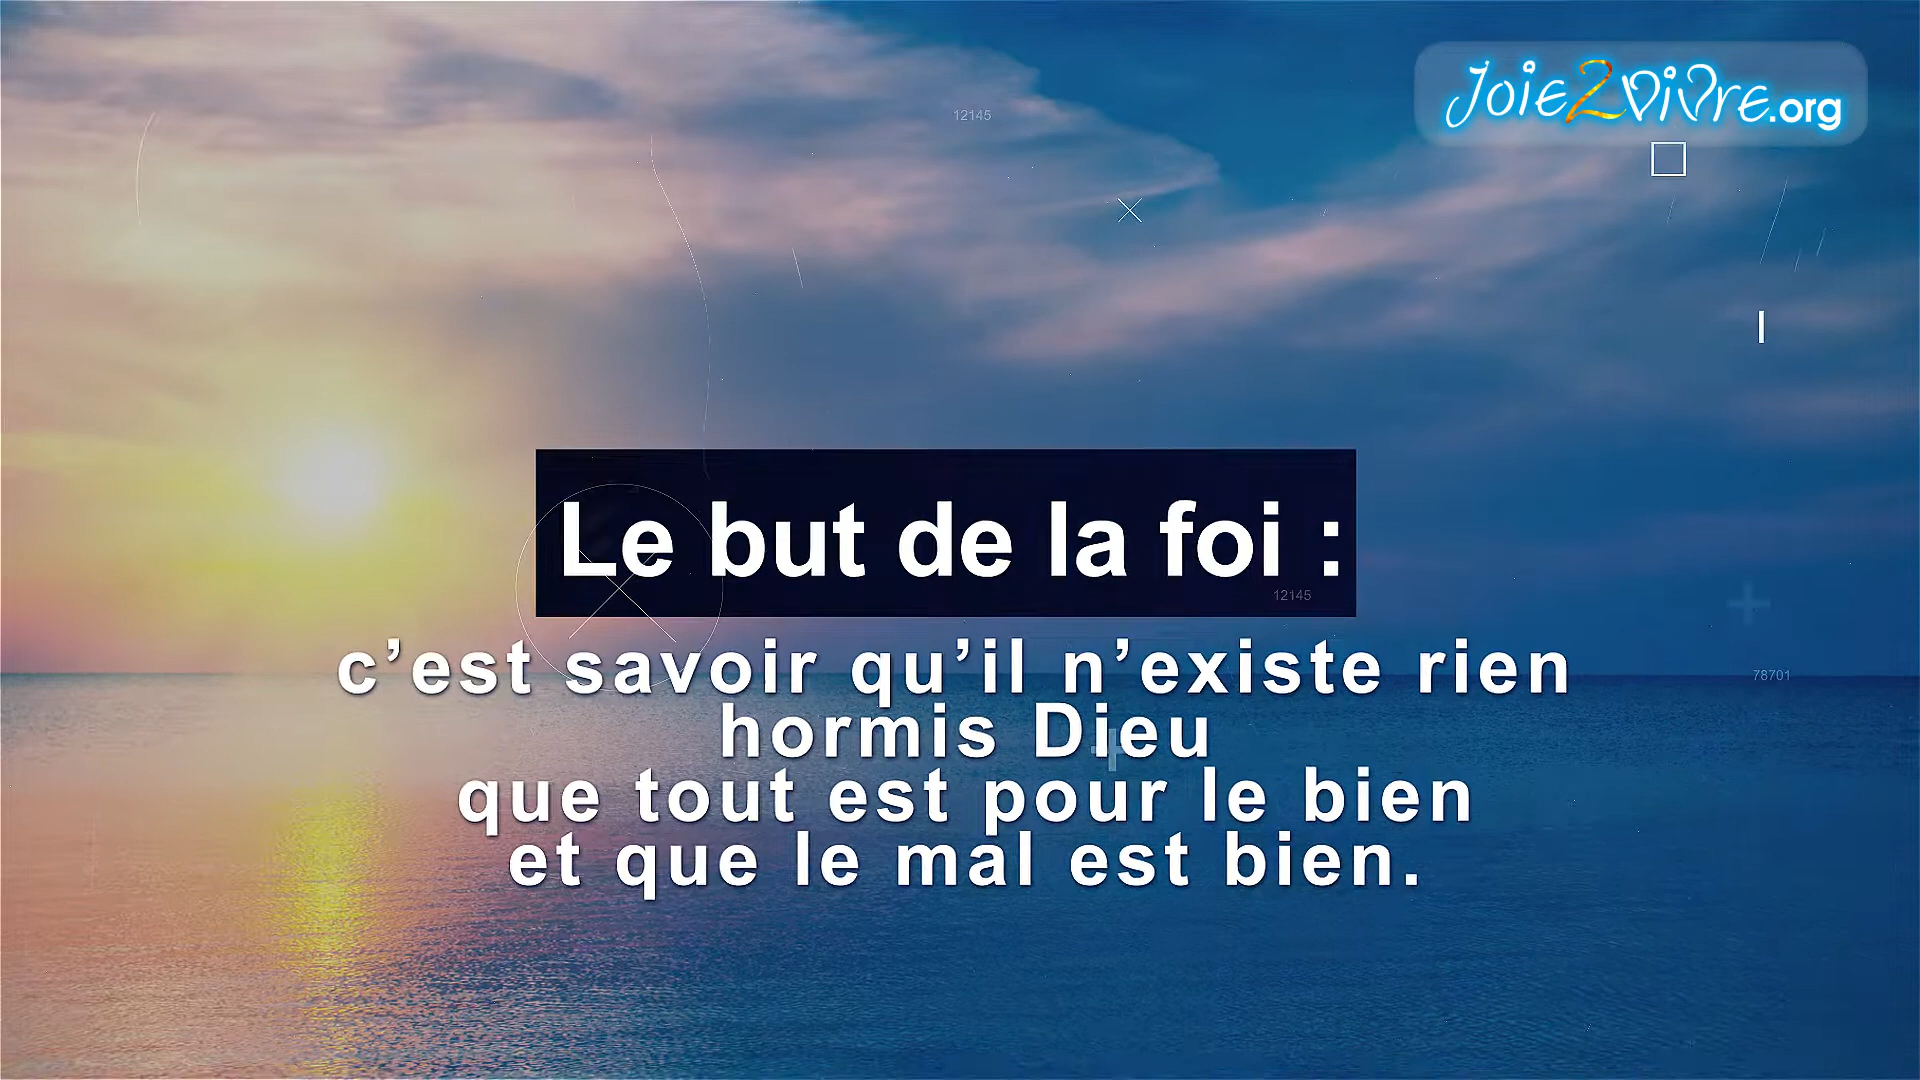 Joie2vivre.org
12145
Le but de la foi :
12145
c’est savoir qu’il n’existe rien
hormis Dieu
78701
que tout est pour le bien
et que le mal est bien.